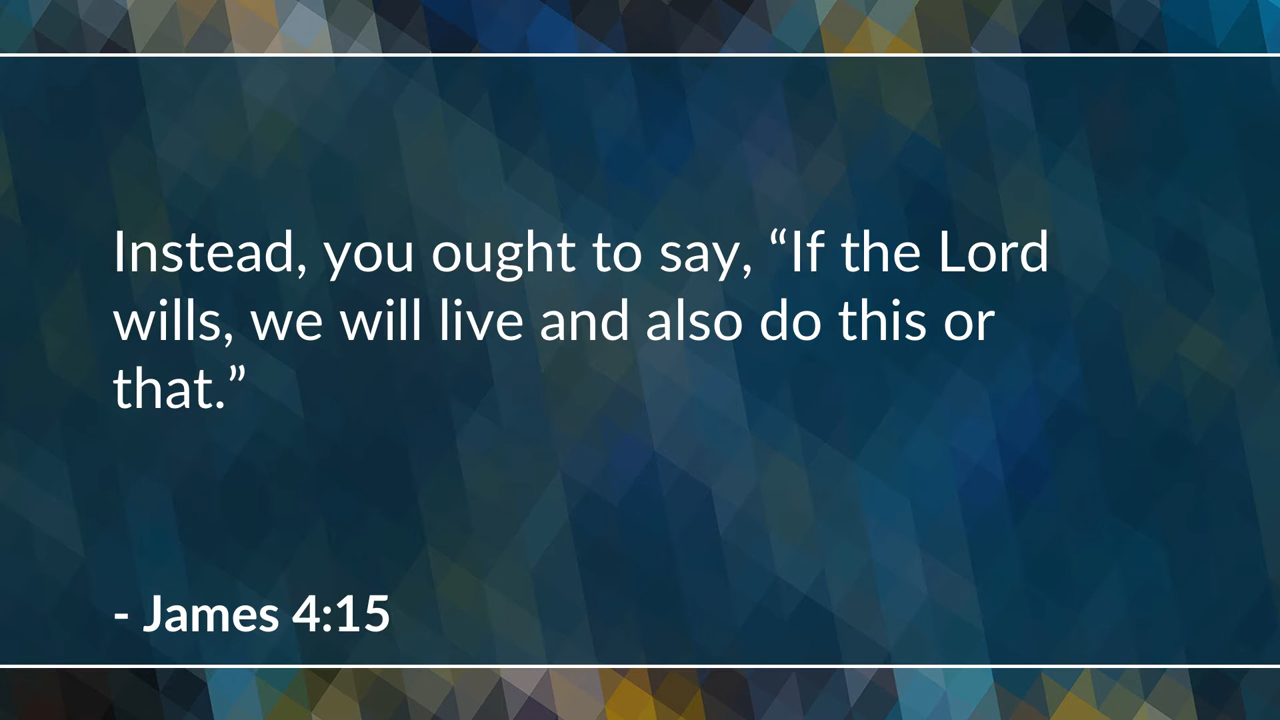 Instead, you ought to say, “If the Lord
wills, we will live and also do this or
that.”
- James 4:15